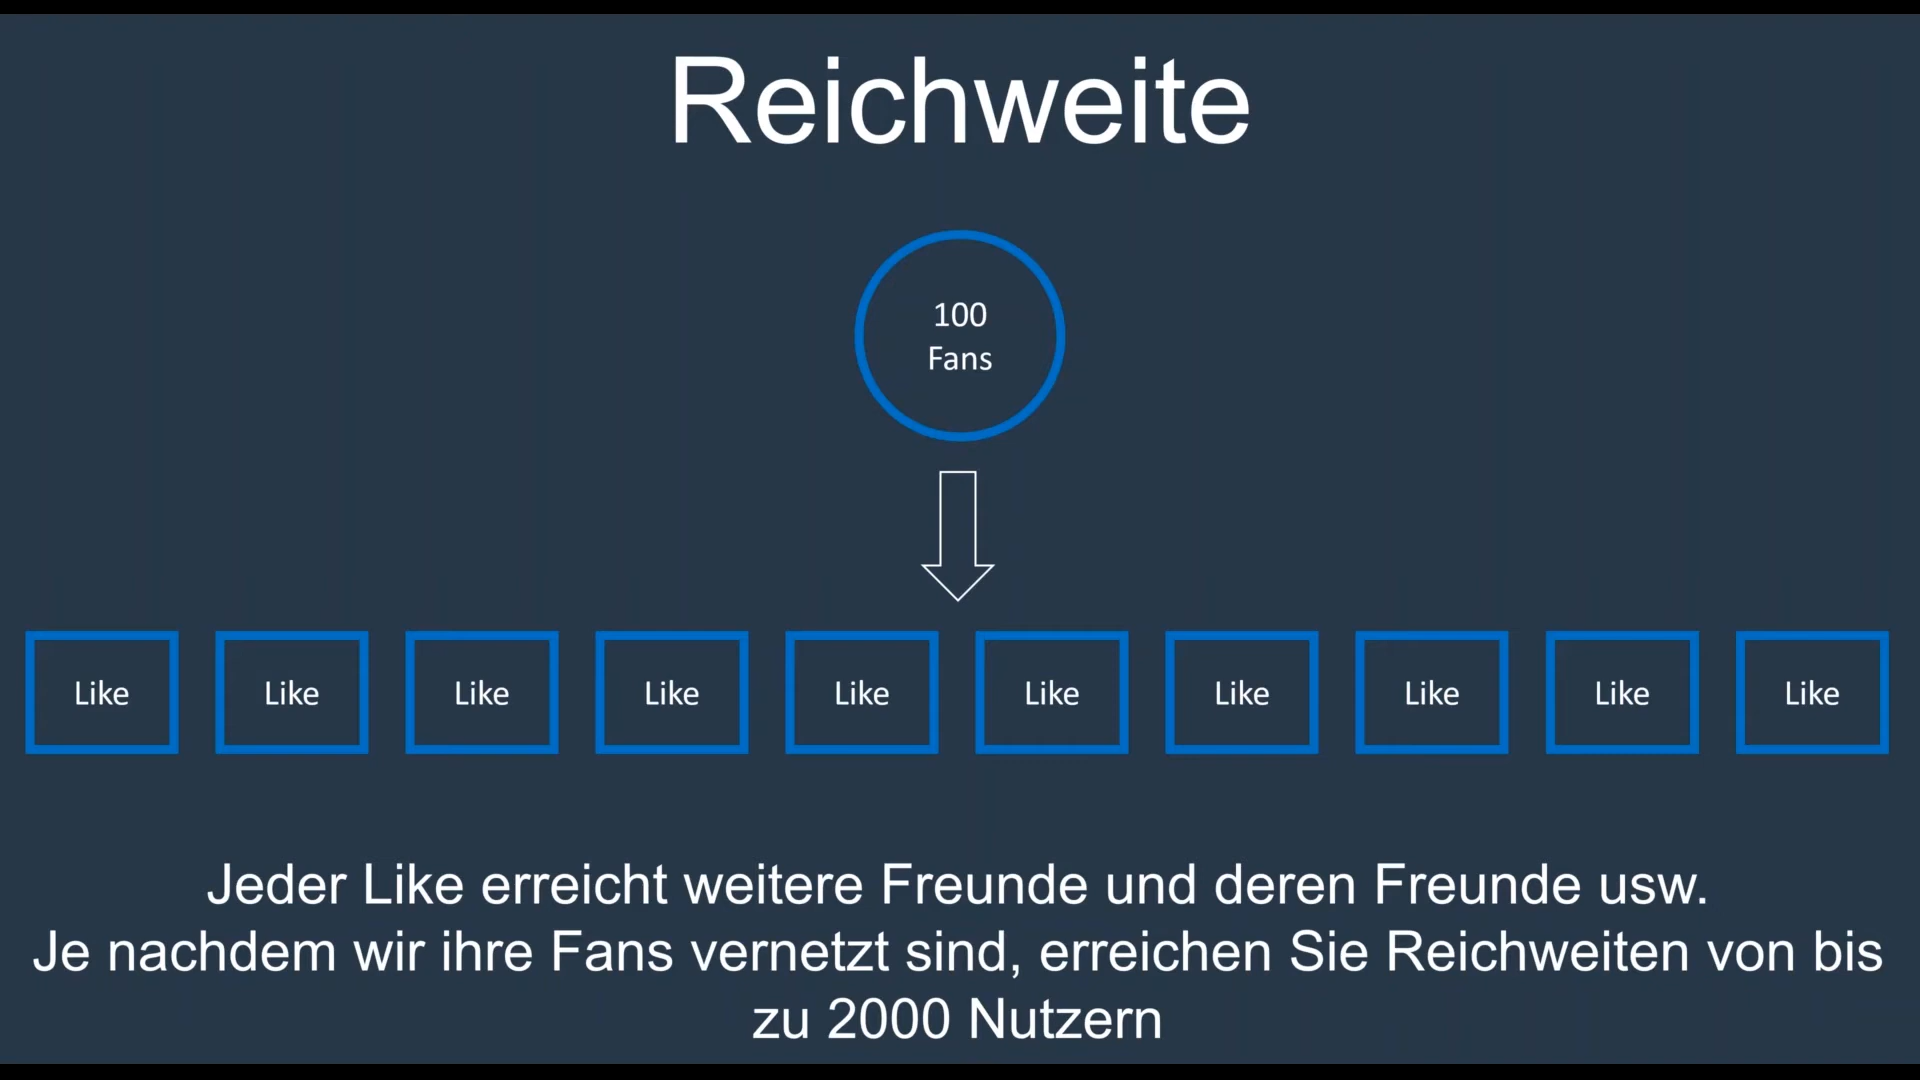 Reichweite
100
Fans
Like Like Like Like Like Like Like Like Like Like
Jeder Like erreicht weitere Freunde und deren Freunde usw.
Je nachdem wir ihre Fans vernetzt sind, erreichen Sie Reichweiten von bis
zu 2000 Nutzern